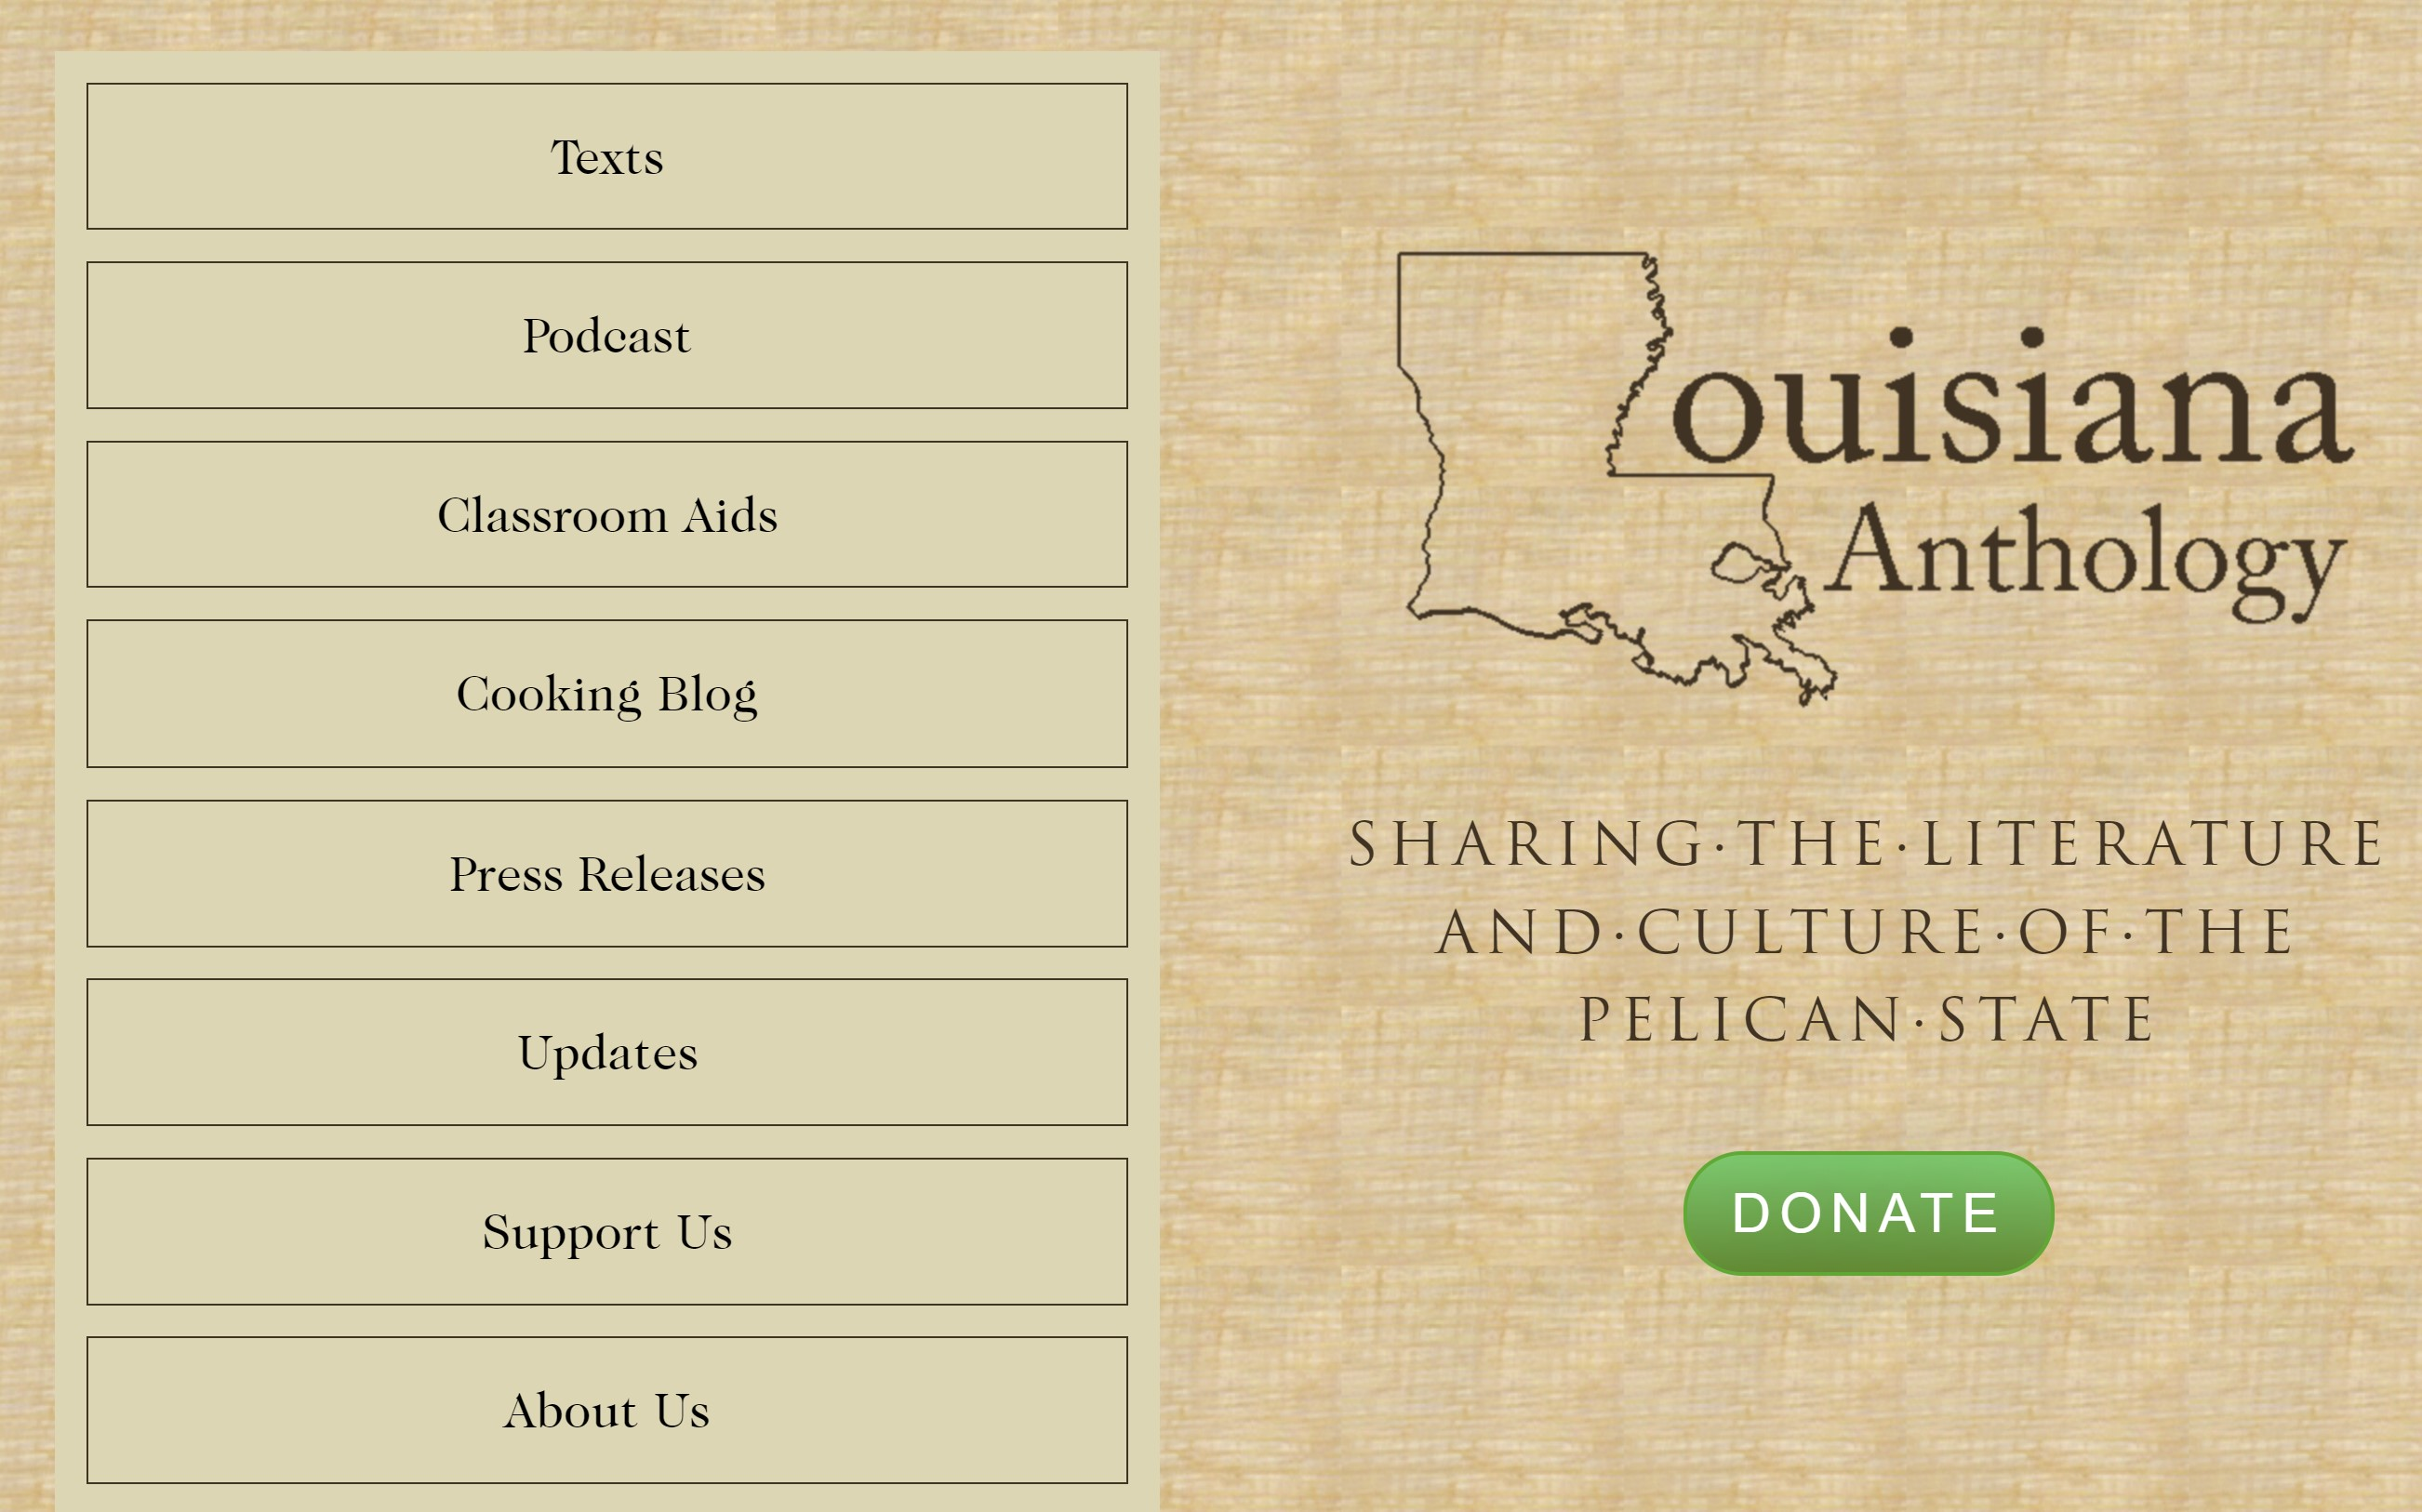 Texts
Podcast
Classroom Aids
Cooking Blog
Press Releases
Updates
Support Us
About Us
ouisiana
Anthology
SHARING·THE·LITERATURE
AND·CULTURE·OF·THE
PELICAN·STATE
DONATE